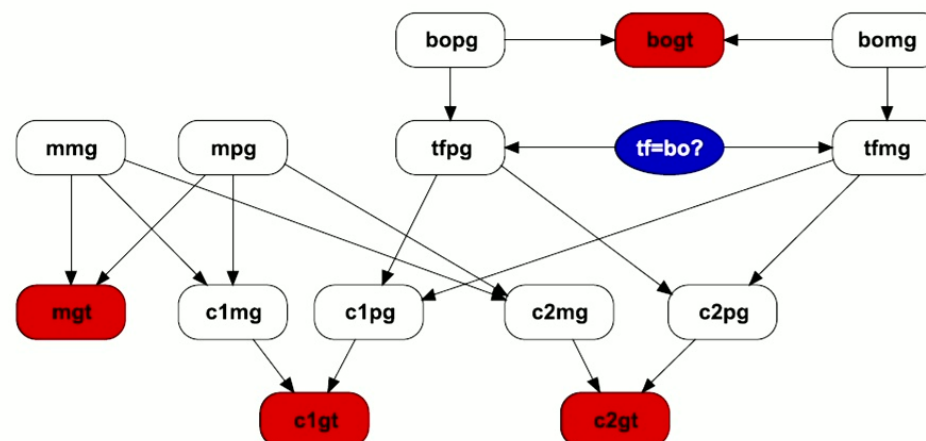 bopg
bogt
bomg
mmg
mpg
tfpg
tf=bo?
tfmg
mgt
c1mg
c1pg
c2mg
c2pg
c1gt
c2gt